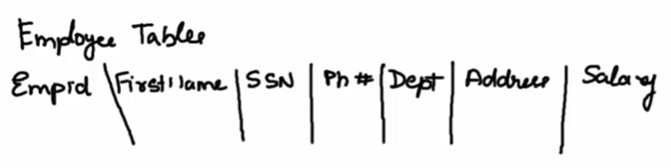 Employee Tables
Empid | FirstName | SSN | Ph # | Dept | Address | Salary